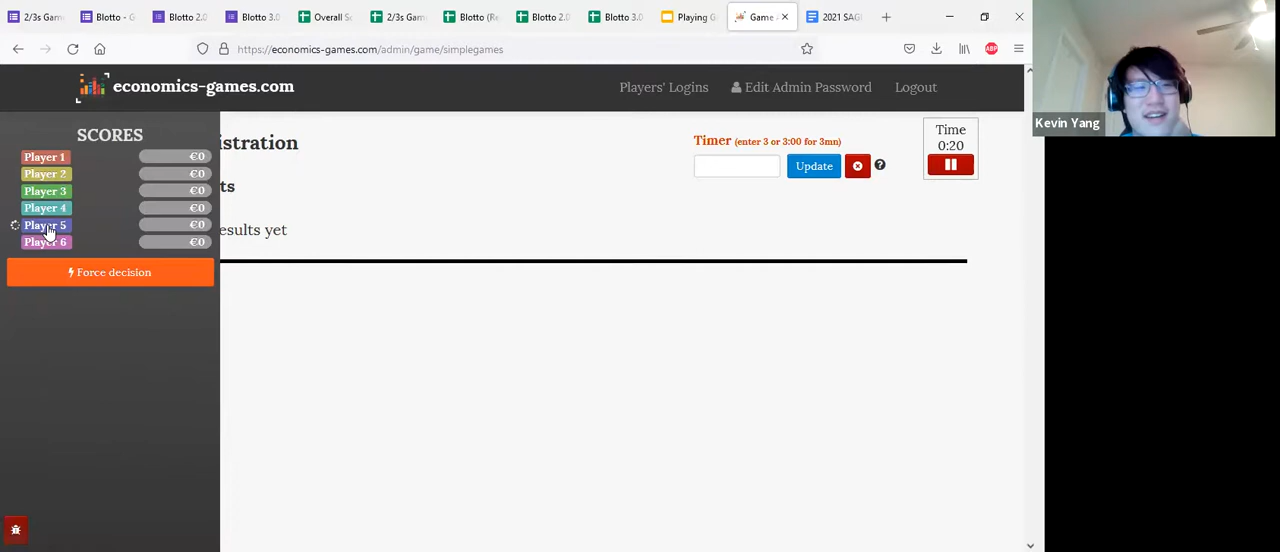 2/3s Gam
Blotto - G
Blotto 2.0
Blotto 3.0
Overall Sc
2/3s Gam
Blotto (Re
Blotto 2.0
Blotto 3.0
Playing G
Game
2021 SAG
https://economics-games.com/admin/game/simplegames
ABP
economics-games.com
Players' Logins
Edit Admin Password
Logout
Kevin Yang
SCORES
Player 1 €0
Player 2 €0
Player 3 €0
Player 4 €0
Player 5 €0
Player 6 €0
Force decision
istration
ts
esults yet
Timer (enter 3 or 3:00 for 3mn)
Update
Time
0:20